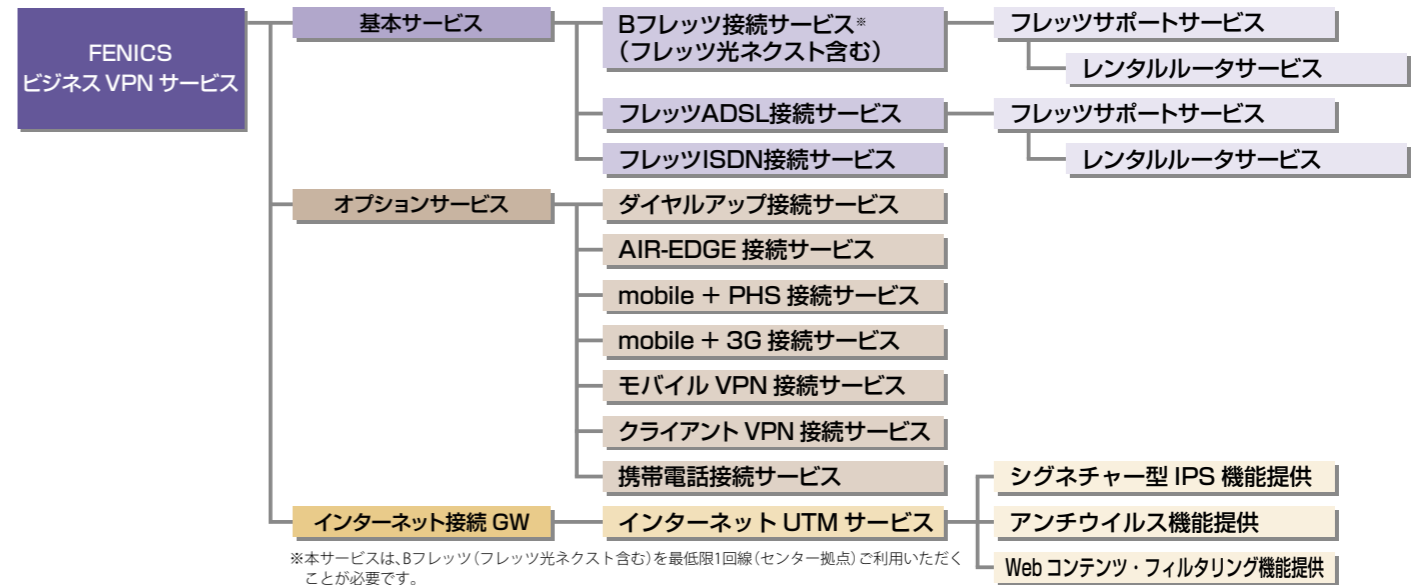 FENICS
ビジネス VPN サービス
基本サービス
Bフレッツ接続サービス※
（フレッツ光ネクスト含む）
フレッツサポートサービス
レンタルルータサービス
フレッツADSL接続サービス
フレッツサポートサービス
フレッツISDN接続サービス
レンタルルータサービス
オプションサービス
ダイヤルアップ接続サービス
AIR-EDGE 接続サービス
mobile ＋ PHS 接続サービス
mobile ＋ 3G 接続サービス
モバイル VPN 接続サービス
クライアント VPN 接続サービス
携帯電話接続サービス
インターネット接続 GW
インターネット UTM サービス
シグネチャー型 IPS 機能提供
アンチウイルス機能提供
Web コンテンツ・フィルタリング機能提供
※本サービスは、Bフレッツ（フレッツ光ネクスト含む）を最低限1回線（センター拠点）ご利用いただく
ことが必要です。